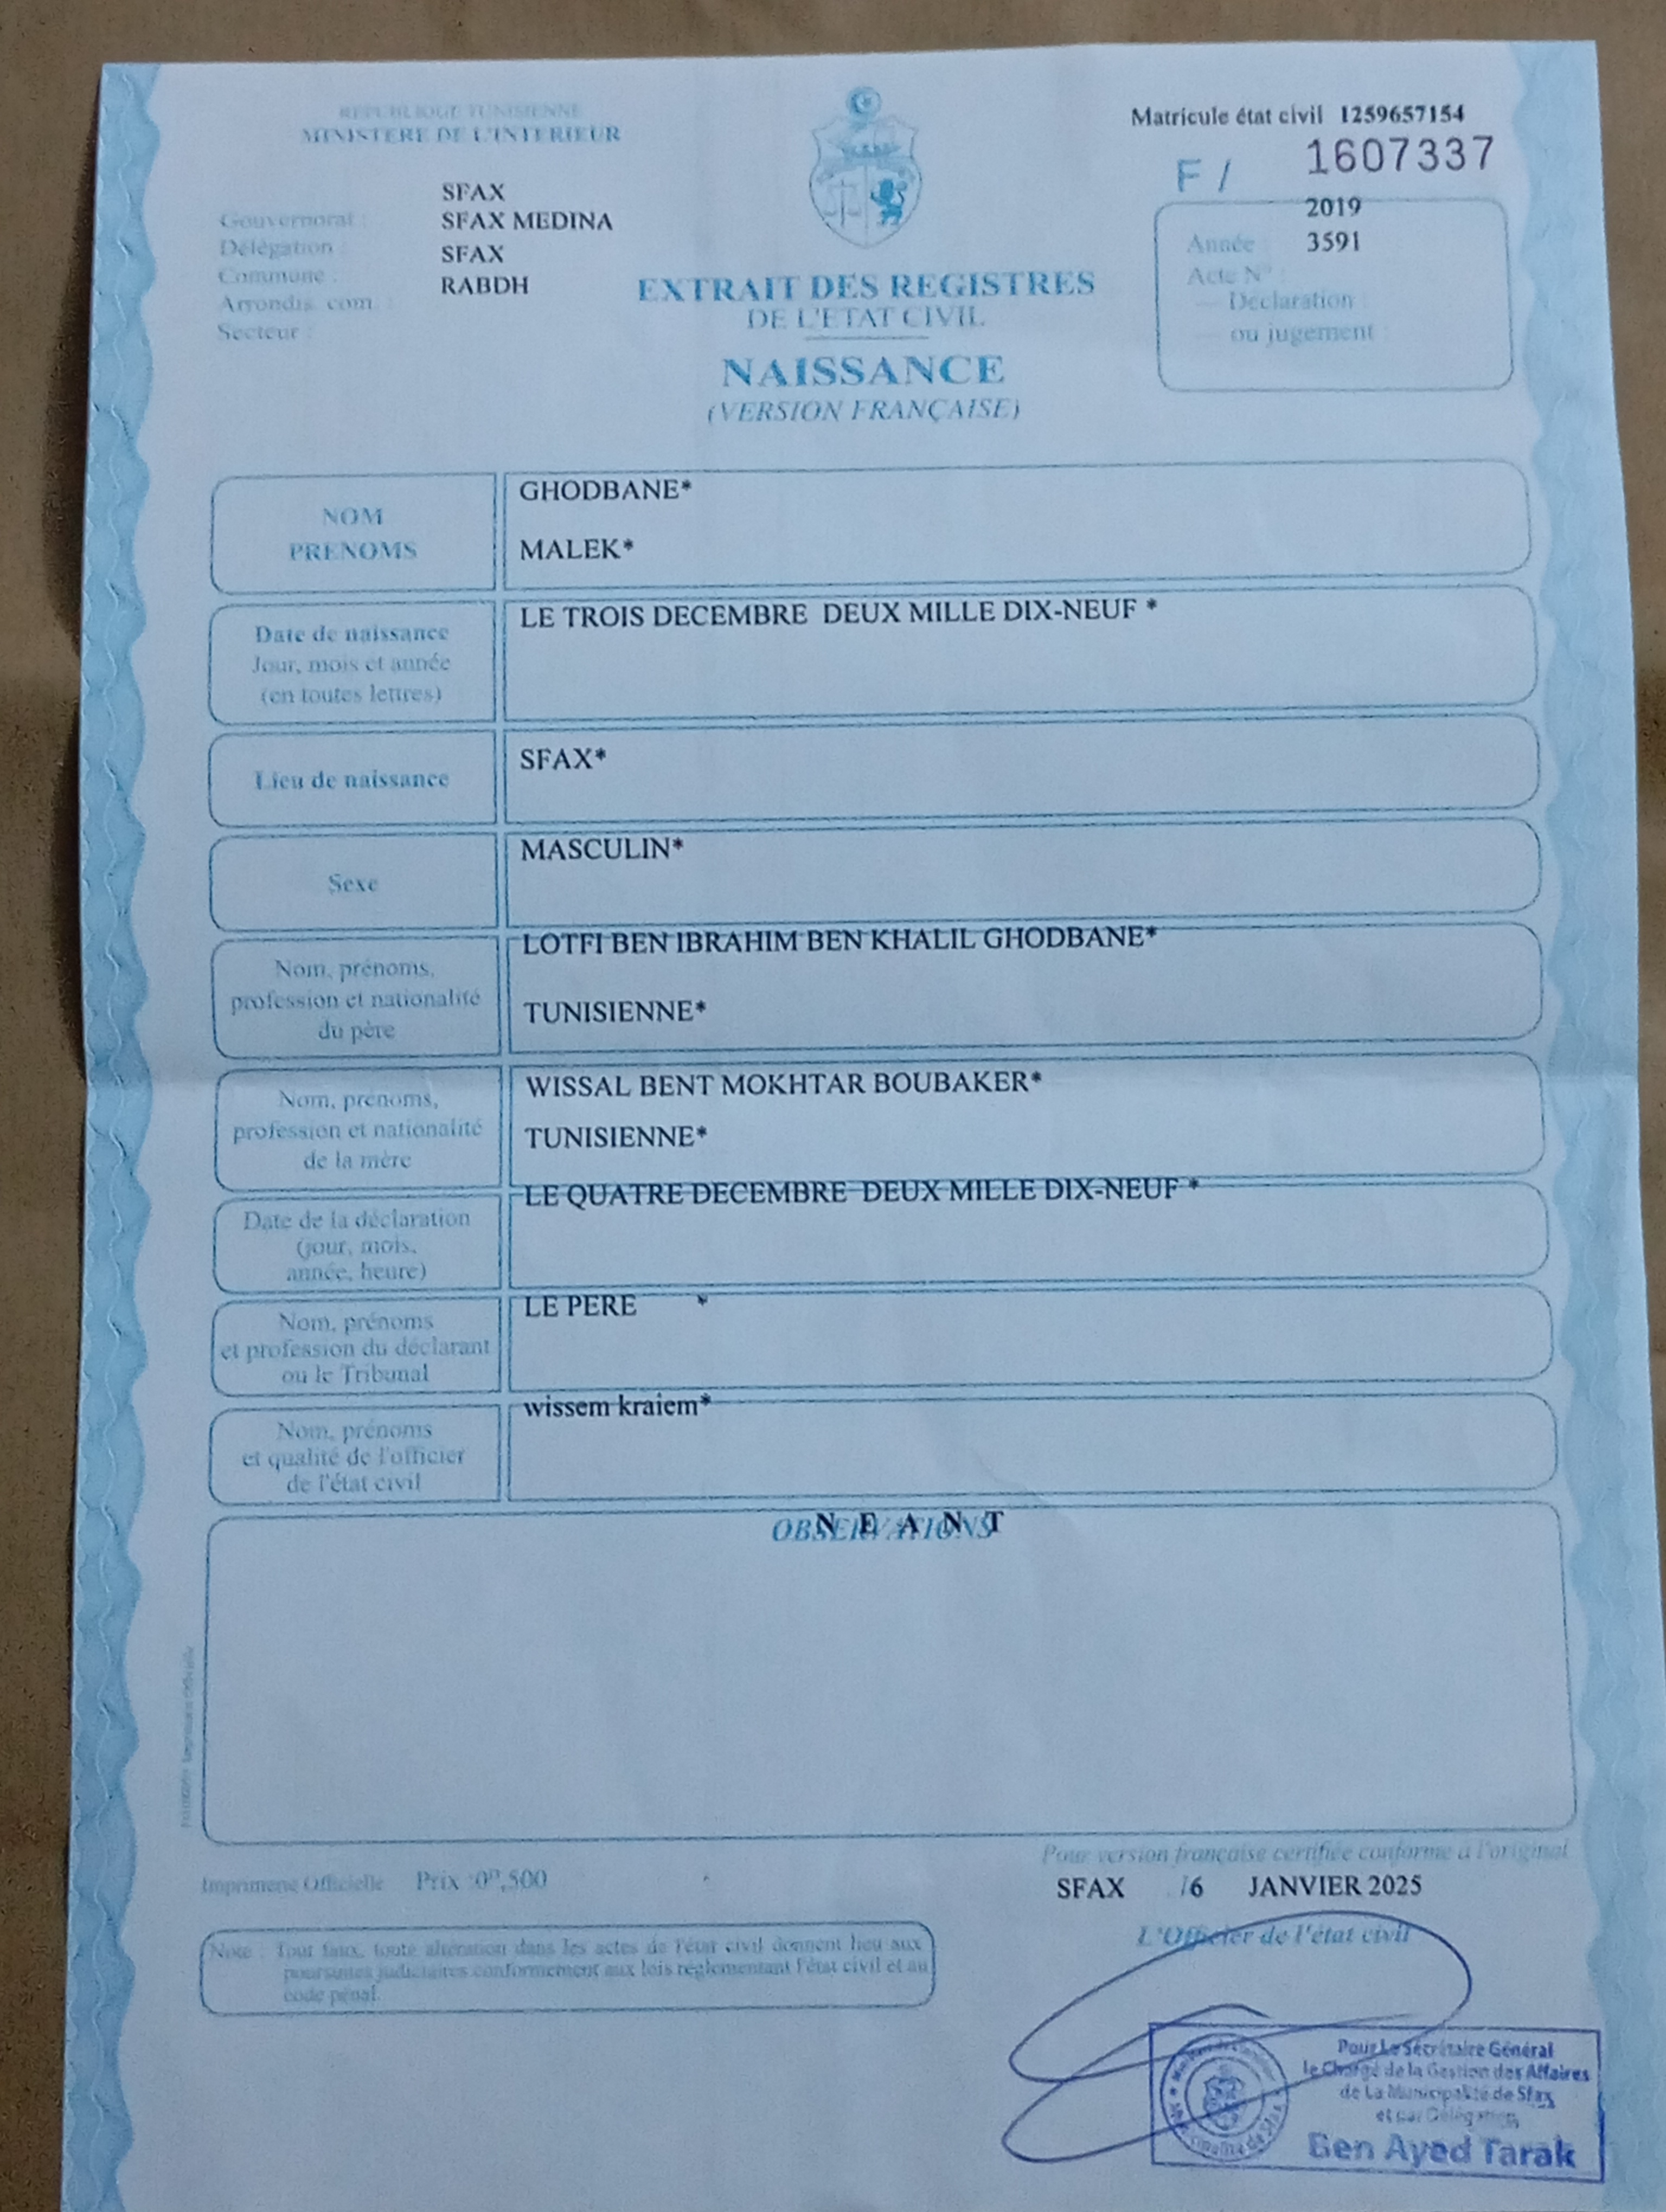 REPUBLIQUE TUNISIENNE
MINISTERE DE L'INTERIEUR
Matricule état civil 1259657154
F / 1607337
SFAX
Gouvernorat : SFAX MEDINA
Délégation : SFAX
Commune : RABDH
Arrondis. com. :
Secteur :
2019
Année : 3591
Acte N° :
— Déclaration :
— ou jugement :
EXTRAIT DES REGISTRES
DE L'ETAT CIVIL
NAISSANCE
(VERSION FRANÇAISE)
NOM
PRENOMS
GHODBANE*
MALEK*
Date de naissance
Jour, mois et année
(en toutes lettres)
LE TROIS DECEMBRE DEUX MILLE DIX-NEUF *
Lieu de naissance
SFAX*
Sexe
MASCULIN*
Nom, prénoms,
profession et nationalité
du père
LOTFI BEN IBRAHIM BEN KHALIL GHODBANE*
TUNISIENNE*
Nom, prénoms,
profession et nationalité
de la mère
WISSAL BENT MOKHTAR BOUBAKER*
TUNISIENNE*
Date de la déclaration
(jour, mois,
année, heure)
LE QUATRE DECEMBRE DEUX MILLE DIX-NEUF *
Nom, prénoms
et profession du déclarant
ou le Tribunal
LE PERE *
Nom, prénoms
et qualité de l'officier
de l'état civil
wissem kraiem*
OBSERVATIONS
N E A N T
Imprimerie Officielle Prix :0ᴰ,500
Pour version française certifiée conforme a l'original
SFAX /6 JANVIER 2025
L'Officier de l'état civil
Note : Tout faux, toute altération dans les actes de l'état civil donnent lieu aux
poursuites judiciaires conformement aux lois réglementant l'état civil et au
code pénal.
Pour Le Secrétaire Général
le Chargé de la Gestion des Affaires
de La Municipalité de Sfax
et par Délégation
Ben Ayed Tarak